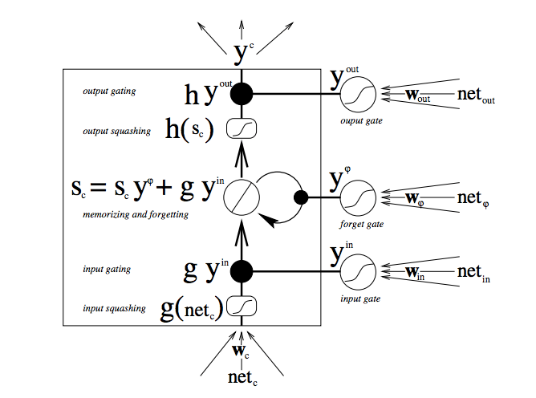 y^c
output gating h y^out y^out w_out net_out
ouput gate
output squashing h(s_c)
s_c = s_c y^φ + g y^in y^φ w_φ net_φ
memorizing and forgetting forget gate
input gating g y^in y^in w_in net_in
input gate
input squashing g(net_c)
w_c
net_c